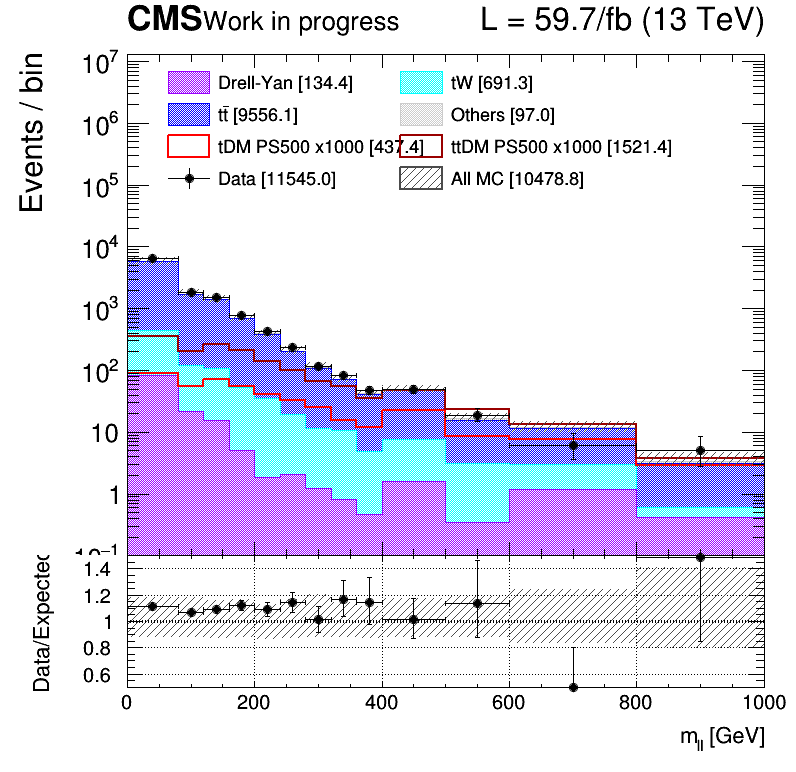 CMS Work in progress L = 59.7/fb (13 TeV)
Events / bin
10⁷
10⁶
10⁵
10⁴
10³
10²
10
1
10⁻¹
Drell-Yan [134.4] tW [691.3]
tt̄ [9556.1] Others [97.0]
tDM PS500 x1000 [437.4] ttDM PS500 x1000 [1521.4]
Data [11545.0] All MC [10478.8]
Data/Expected
1.4
1.2
1
0.8
0.6
0 200 400 600 800 1000
m_ll [GeV]